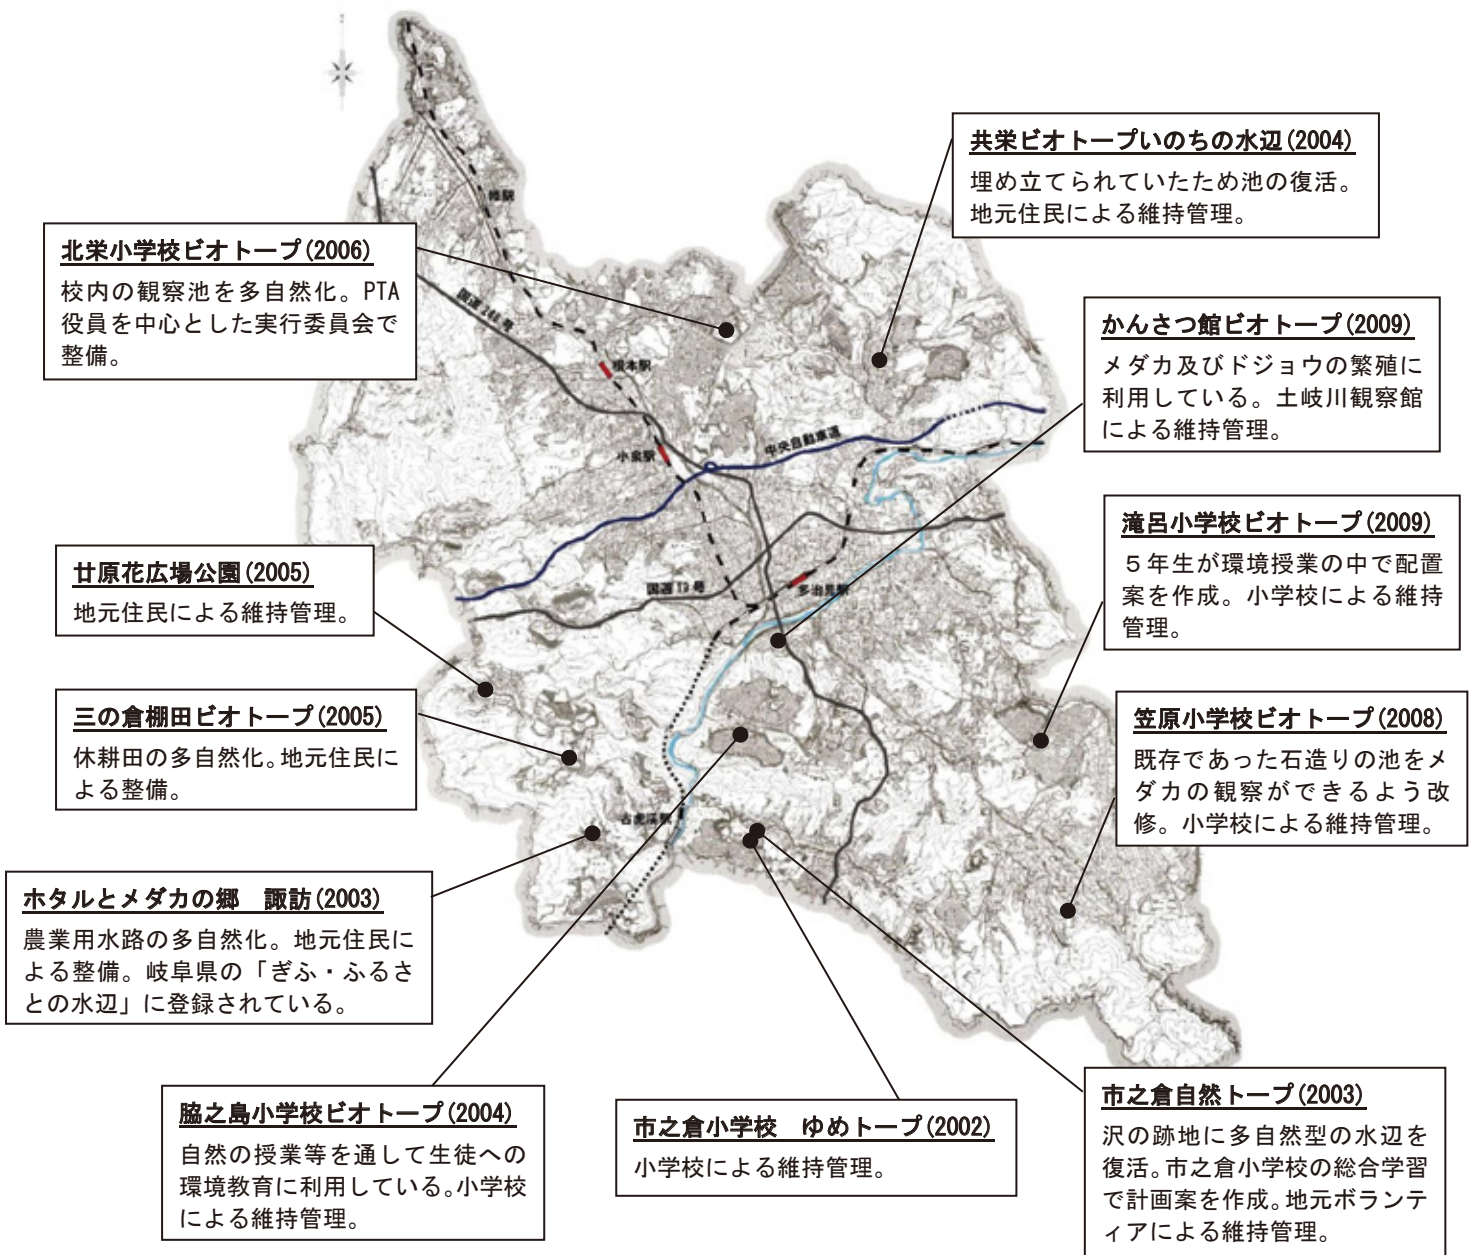 共栄ビオトープいのちの水辺(2004)
埋め立てられていたため池の復活。
地元住民による維持管理。
北栄小学校ビオトープ(2006)
校内の観察池を多自然化。PTA
役員を中心とした実行委員会で
整備。
かんさつ館ビオトープ(2009)
メダカ及びドジョウの繁殖に
利用している。土岐川観察館
による維持管理。
姫駅
国道248号
根本駅
小泉駅
中央自動車道
国道19号
多治見駅
古虎渓駅
滝呂小学校ビオトープ(2009)
５年生が環境授業の中で配置
案を作成。小学校による維持
管理。
廿原花広場公園(2005)
地元住民による維持管理。
三の倉棚田ビオトープ(2005)
休耕田の多自然化。地元住民に
よる整備。
笠原小学校ビオトープ(2008)
既存であった石造りの池をメ
ダカの観察ができるよう改
修。小学校による維持管理。
ホタルとメダカの郷　諏訪(2003)
農業用水路の多自然化。地元住民に
よる整備。岐阜県の「ぎふ・ふるさ
との水辺」に登録されている。
脇之島小学校ビオトープ(2004)
自然の授業等を通して生徒への
環境教育に利用している。小学校
による維持管理。
市之倉小学校　ゆめトープ(2002)
小学校による維持管理。
市之倉自然トープ(2003)
沢の跡地に多自然型の水辺を
復活。市之倉小学校の総合学習
で計画案を作成。地元ボランテ
ィアによる維持管理。